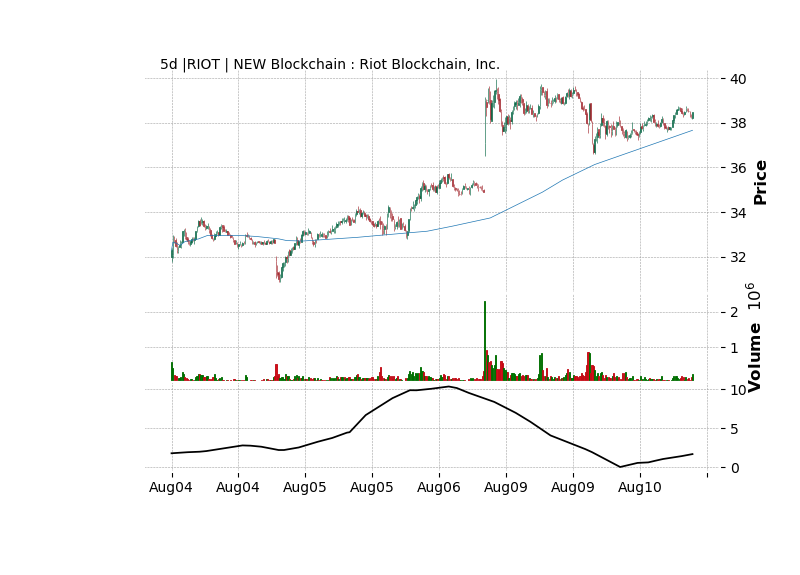 5d |RIOT | NEW Blockchain : Riot Blockchain, Inc.
40
38
36
34
32
Price
2
1
Volume 10^6
10
5
0
Aug04 Aug04 Aug05 Aug05 Aug06 Aug09 Aug09 Aug10